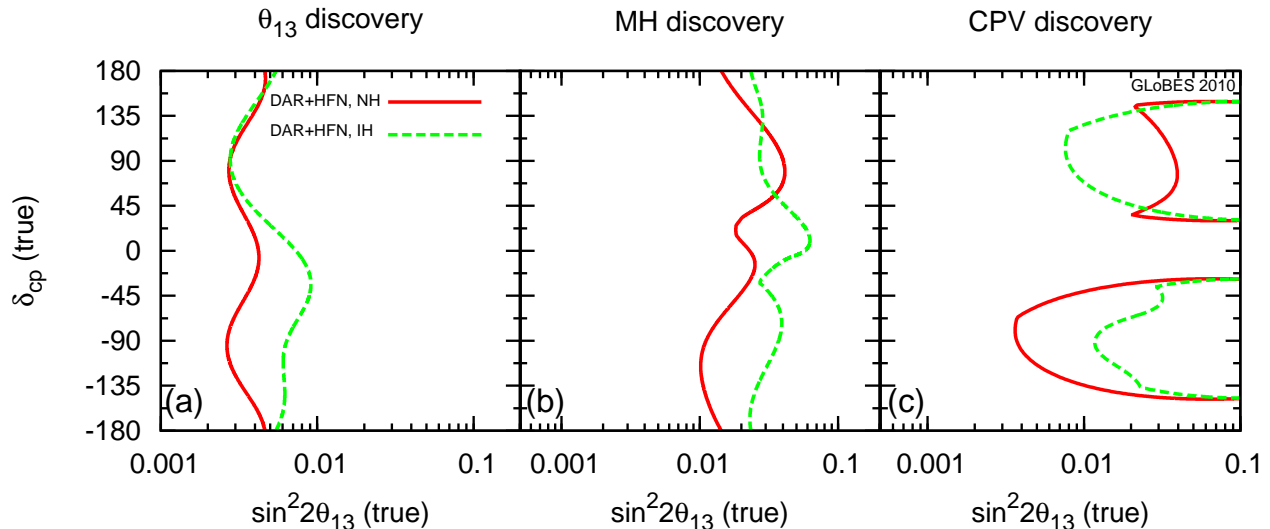 θ13 discovery
MH discovery
CPV discovery
GLoBES 2010
DAR+HFN, NH
DAR+HFN, IH
180
135
90
45
0
-45
-90
-135
-180
δcp (true)
(a)
(b)
(c)
0.001 0.01 0.1
0.001 0.01 0.1
0.001 0.01 0.1
sin²2θ13 (true)
sin²2θ13 (true)
sin²2θ13 (true)